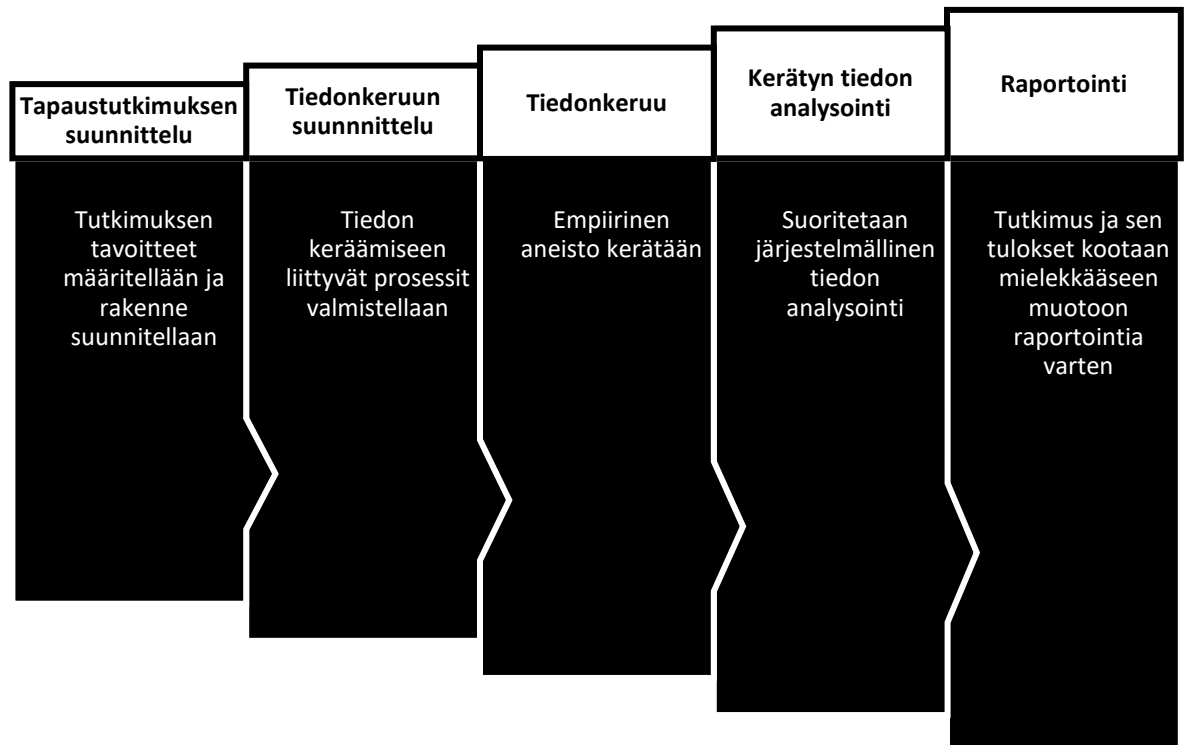 Tapaustutkimuksen
suunnittelu
Tiedonkeruun
suunnnittelu
Tiedonkeruu
Kerätyn tiedon
analysointi
Raportointi
Tutkimuksen
tavoitteet
määritellään ja
rakenne
suunnitellaan
Tiedon
keräämiseen
liittyvät prosessit
valmistellaan
Empiirinen
aneisto kerätään
Suoritetaan
järjestelmällinen
tiedon
analysointi
Tutkimus ja sen
tulokset kootaan
mielekkääseen
muotoon
raportointia
varten